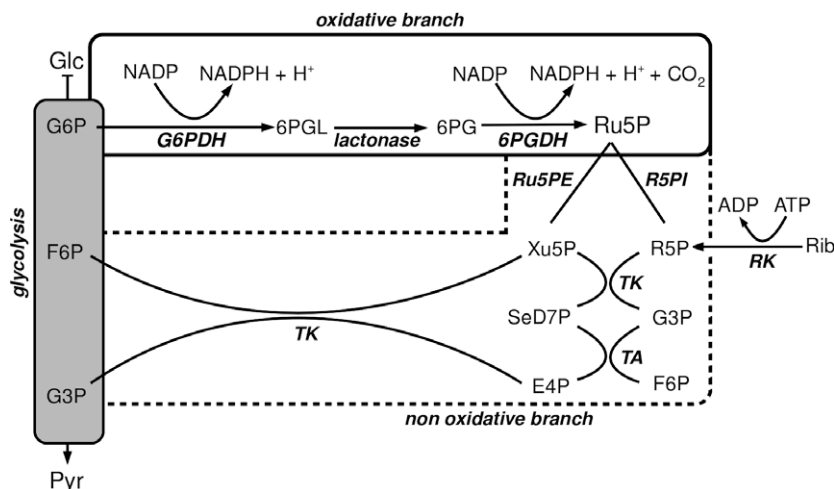 oxidative branch
Glc
NADP NADPH + H⁺ NADP NADPH + H⁺ + CO₂
G6P 6PGL 6PG Ru5P
G6PDH lactonase 6PGDH
Ru5PE R5PI
ADP ATP
glycolysis
F6P Xu5P R5P Rib
RK
TK
SeD7P G3P
TK
TA
G3P E4P F6P
non oxidative branch
Pyr